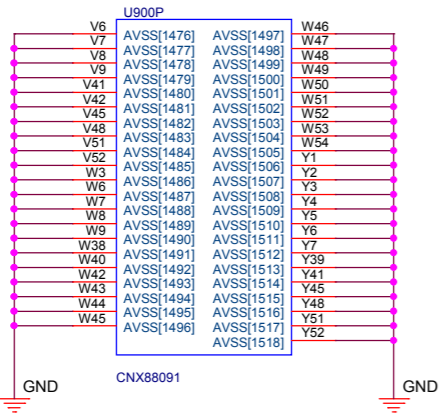 U900P
V6 AVSS[1476] AVSS[1497] W46
V7 AVSS[1477] AVSS[1498] W47
V8 AVSS[1478] AVSS[1499] W48
V9 AVSS[1479] AVSS[1500] W49
V41 AVSS[1480] AVSS[1501] W50
V42 AVSS[1481] AVSS[1502] W51
V45 AVSS[1482] AVSS[1503] W52
V48 AVSS[1483] AVSS[1504] W53
V51 AVSS[1484] AVSS[1505] W54
V52 AVSS[1485] AVSS[1506] Y1
W3 AVSS[1486] AVSS[1507] Y2
W6 AVSS[1487] AVSS[1508] Y3
W7 AVSS[1488] AVSS[1509] Y4
W8 AVSS[1489] AVSS[1510] Y5
W9 AVSS[1490] AVSS[1511] Y6
W38 AVSS[1491] AVSS[1512] Y7
W40 AVSS[1492] AVSS[1513] Y39
W42 AVSS[1493] AVSS[1514] Y41
W43 AVSS[1494] AVSS[1515] Y45
W44 AVSS[1495] AVSS[1516] Y48
W45 AVSS[1496] AVSS[1517] Y51
AVSS[1518] Y52
CNX88091
GND GND